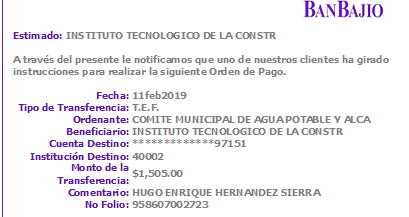 BANBAJIO
Estimado: INSTITUTO TECNOLOGICO DE LA CONSTR
A través del presente le notificamos que uno de nuestros clientes ha girado
instrucciones para realizar la siguiente Orden de Pago.
Fecha: 11feb2019
Tipo de Transferencia: T.E.F.
Ordenante: COMITE MUNICIPAL DE AGUA POTABLE Y ALCA
Beneficiario: INSTITUTO TECNOLOGICO DE LA CONSTR
Cuenta Destino: *************97151
Institución Destino: 40002
Monto de la
Transferencia: $1,505.00
Comentario: HUGO ENRIQUE HERNANDEZ SIERRA
No Folio: 958607002723